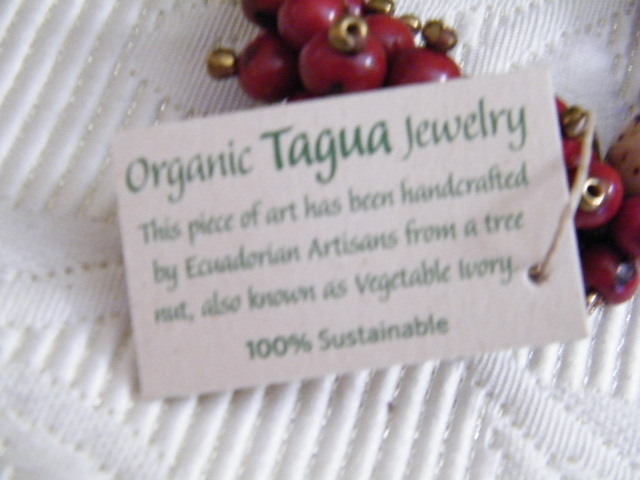 Organic Tagua Jewelry
This piece of art has been handcrafted
by Ecuadorian Artisans from a tree
nut, also known as Vegetable Ivory.
100% Sustainable